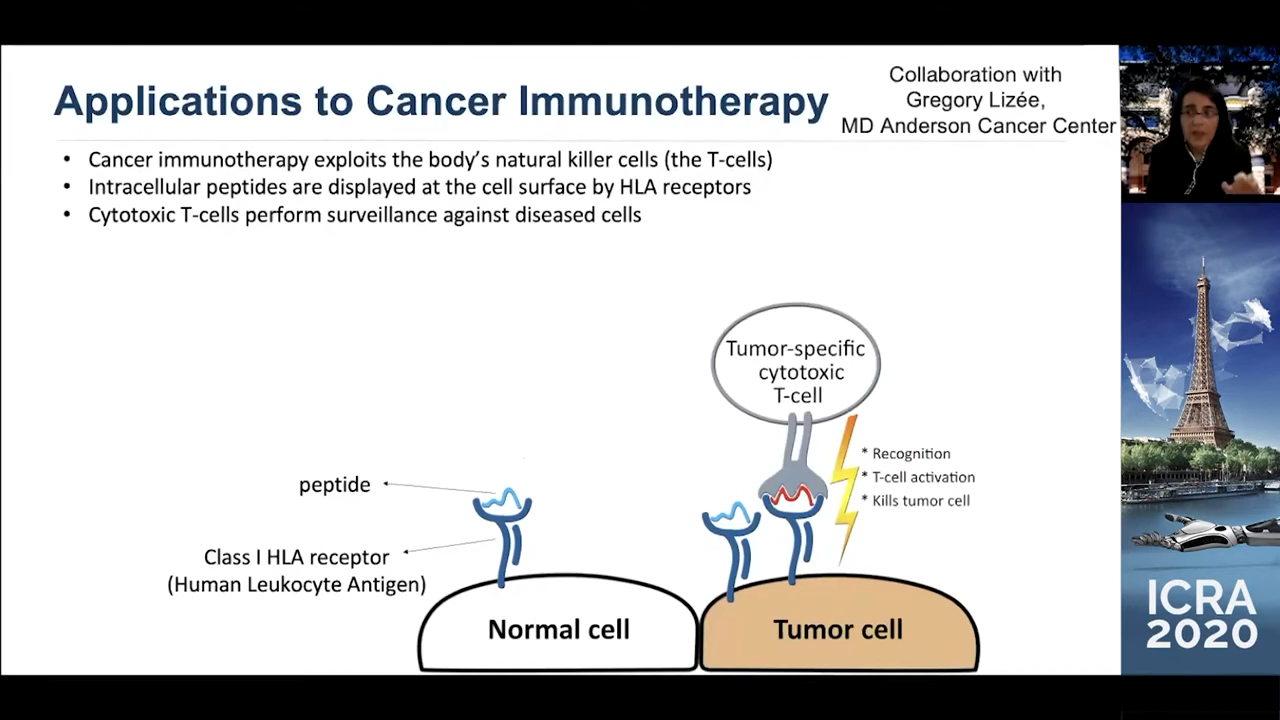 Applications to Cancer Immunotherapy
Collaboration with
Gregory Lizée,
MD Anderson Cancer Center
• Cancer immunotherapy exploits the body’s natural killer cells (the T-cells)
• Intracellular peptides are displayed at the cell surface by HLA receptors
• Cytotoxic T-cells perform surveillance against diseased cells
Tumor-specific
cytotoxic
T-cell
* Recognition
* T-cell activation
* Kills tumor cell
peptide
Class I HLA receptor
(Human Leukocyte Antigen)
Normal cell
Tumor cell
ICRA
2020